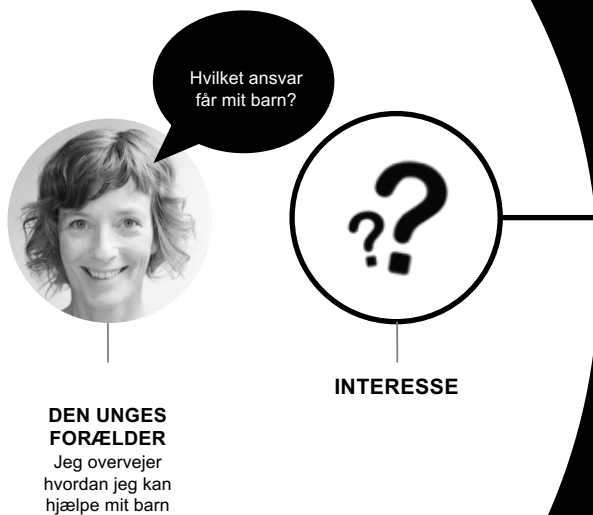 Hvilket ansvar
får mit barn?
INTERESSE
DEN UNGES
FORÆLDER
Jeg overvejer
hvordan jeg kan
hjælpe mit barn